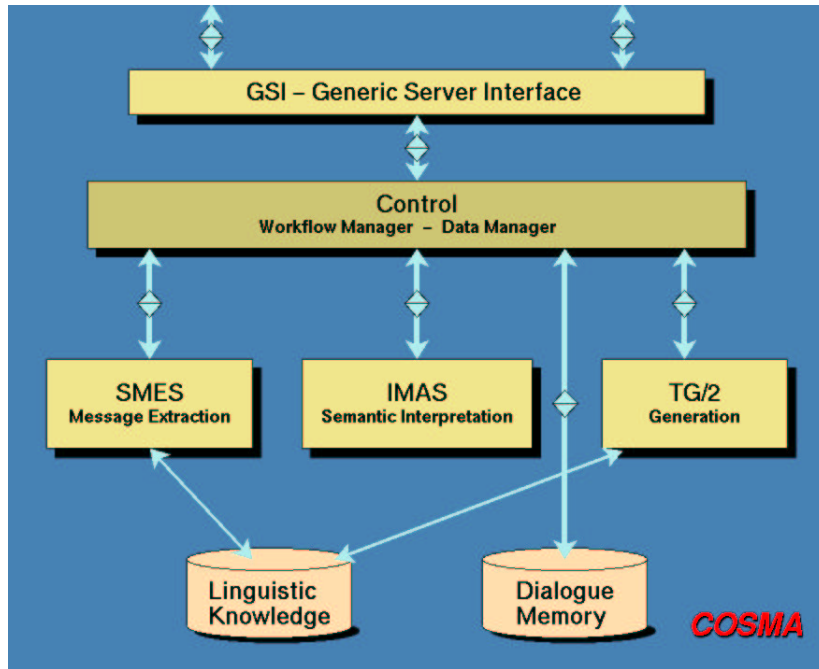 GSI – Generic Server Interface
Control
Workflow Manager – Data Manager
SMES
Message Extraction
IMAS
Semantic Interpretation
TG/2
Generation
Linguistic
Knowledge
Dialogue
Memory
COSMA